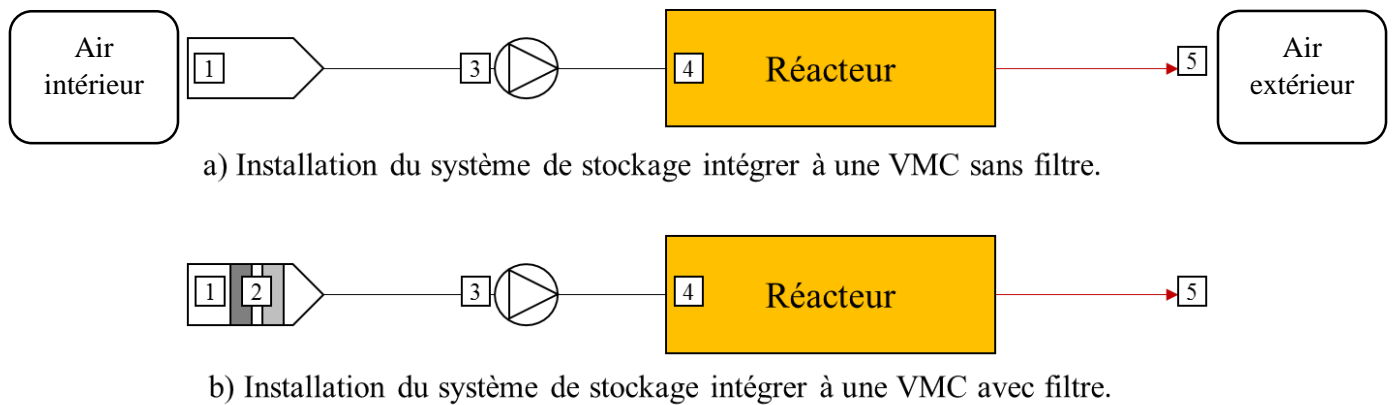 Air
intérieur
1
3
4
Réacteur
5
Air
extérieur
a) Installation du système de stockage intégrer à une VMC sans filtre.
1
2
3
4
Réacteur
5
b) Installation du système de stockage intégrer à une VMC avec filtre.